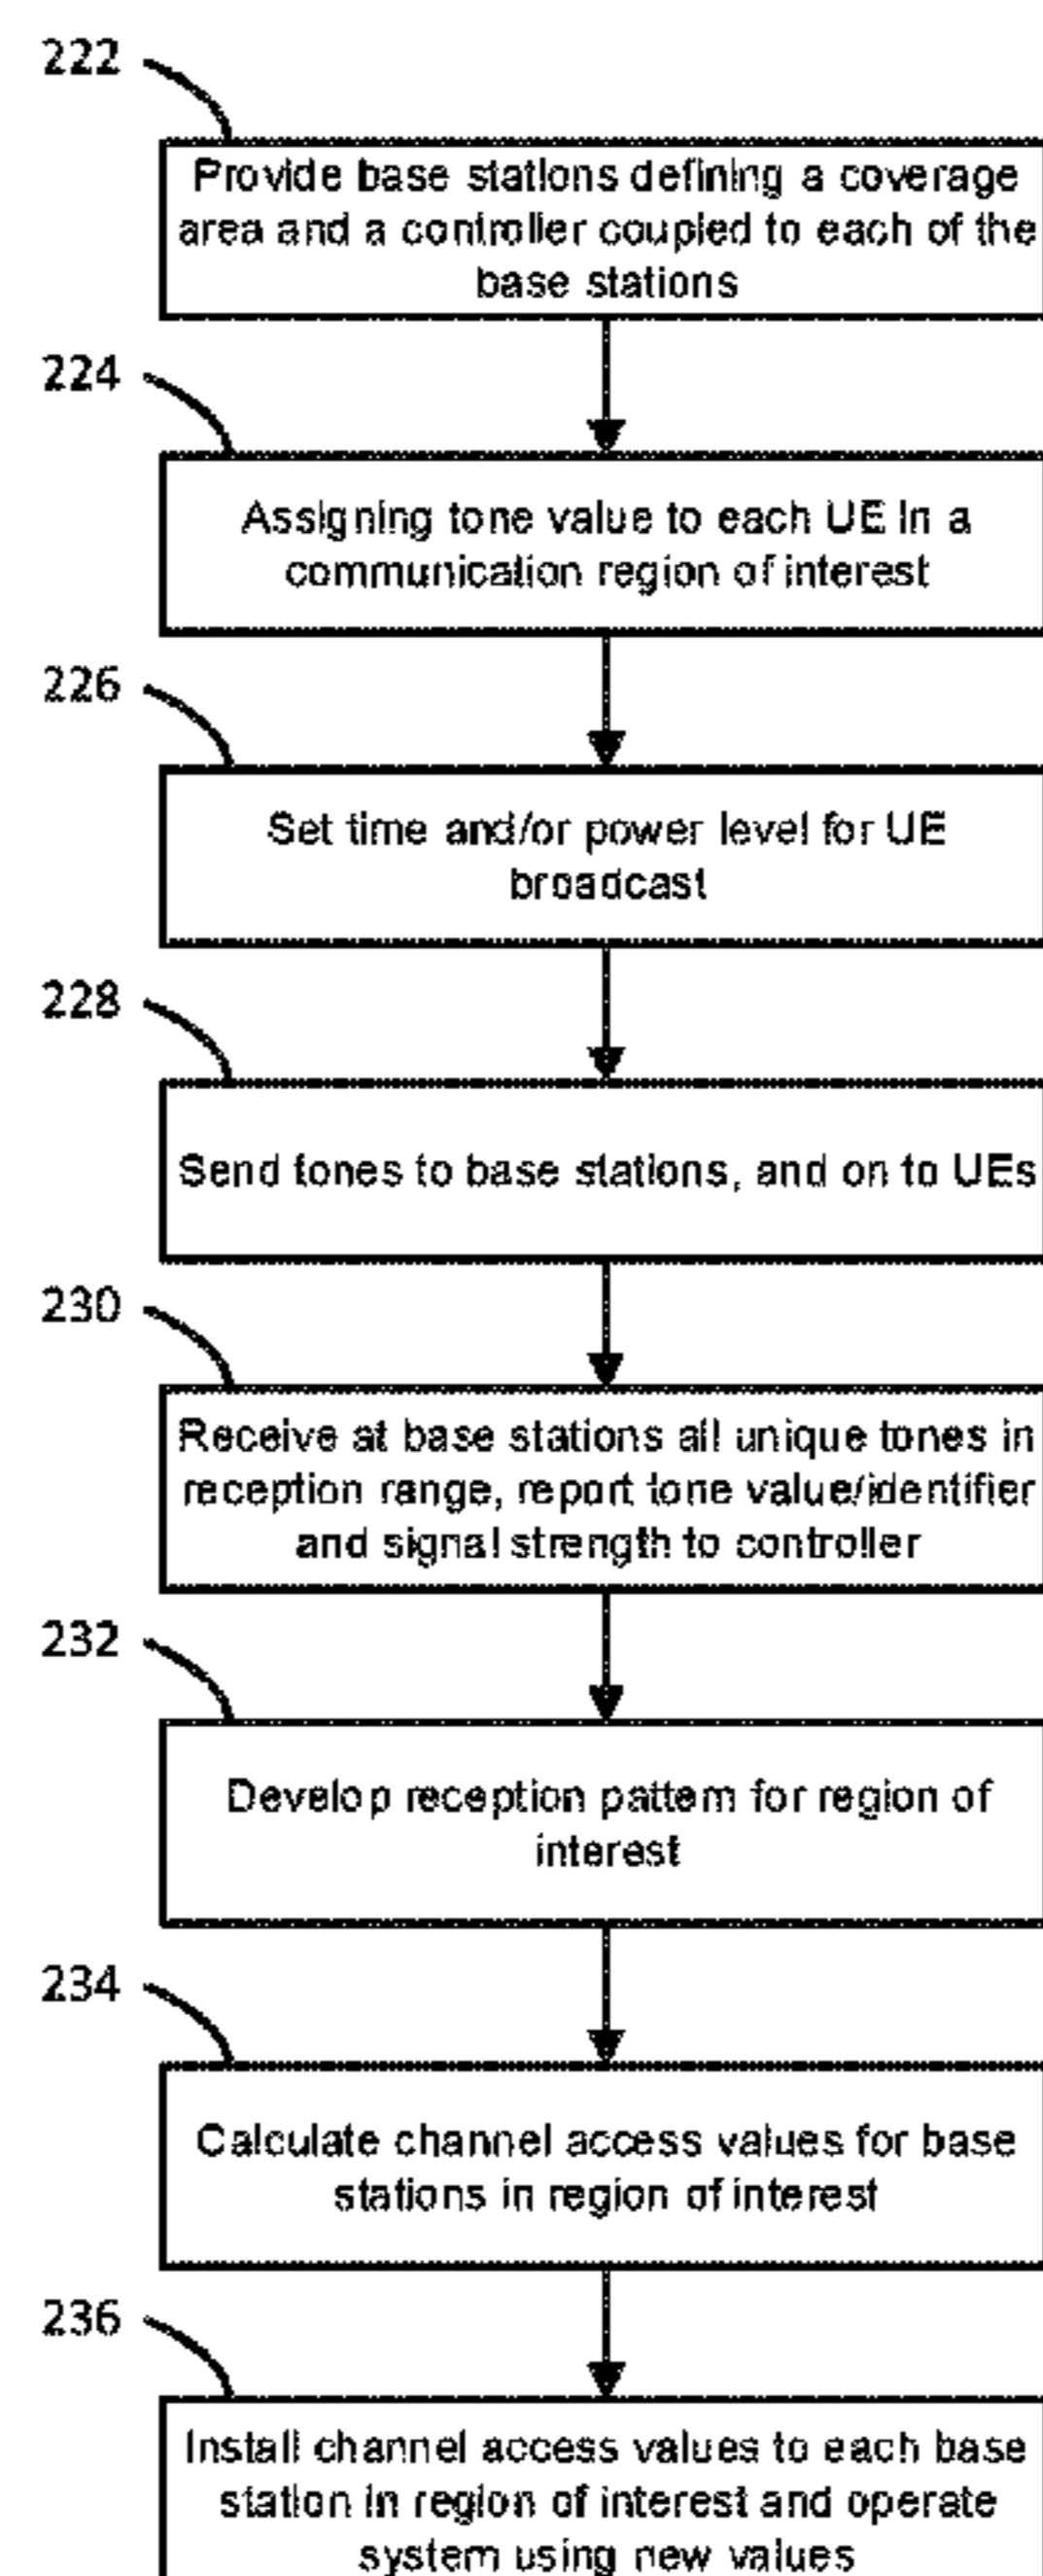 222
Provide base stations defining a coverage
area and a controller coupled to each of the
base stations
224
Assigning tone value to each UE in a
communication region of interest
226
Set time and/or power level for UE
broadcast
228
Send tones to base stations, and on to UEs
230
Receive at base stations all unique tones in
reception range, report tone value/identifier
and signal strength to controller
232
Develop reception pattern for region of
interest
234
Calculate channel access values for base
stations in region of interest
236
Install channel access values to each base
station in region of interest and operate
system using new values